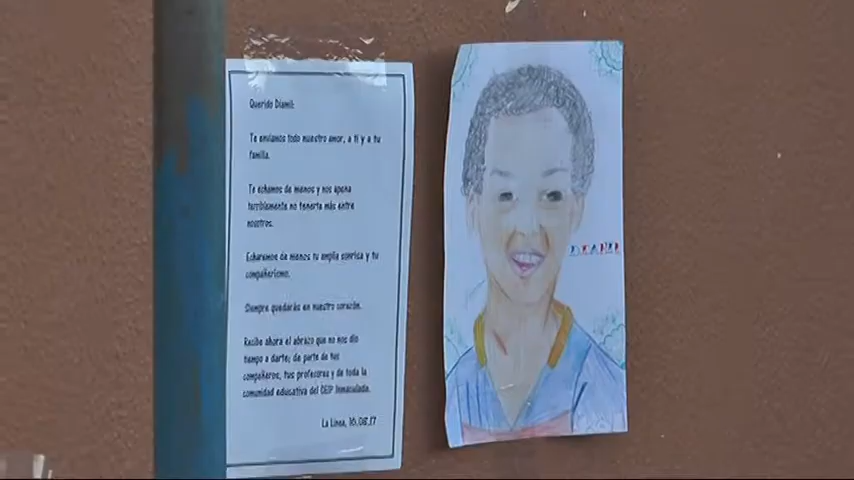 Querido Diamil:
Te enviamos todo nuestro amor, a ti y a tu
familia.
Te echamos de menos y nos apena
terriblemente no tenerte más entre
nosotros.
Echaremos de menos tu amplia sonrisa y tu
compañerismo.
Siempre quedarás en nuestro corazón.
Recibe ahora el abrazo que no nos dio
tiempo a darte; de parte de tus
compañeros, tus profesores y de toda la
comunidad educativa del CEIP Inmaculada.
La Línea, 16.08.17